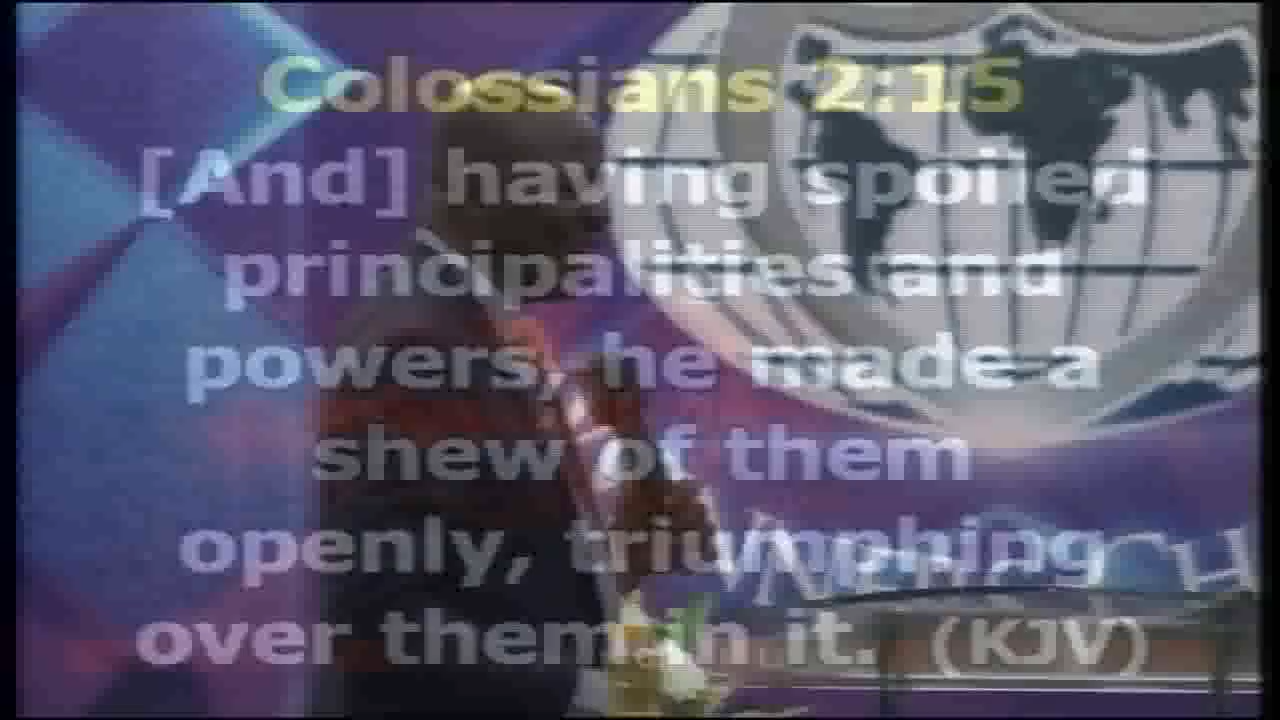 Colossians 2:15
[And] having spoiled
principalities and
powers, he made a
shew of them
openly, triumphing
over them in it. (KJV)